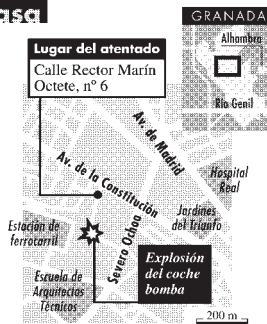 asa
GRANADA
Alhambra
Río Genil
Lugar del atentado
Calle Rector Marín
Octete, nº 6
Av. de Madrid
Av. de la Constitución
Hospital
Real
Jardines
del Triunfo
Estación de
ferrocarril
Severo Ochoa
Explosión
del coche
bomba
Escuela de
Arquitectos
Técnicos
200 m